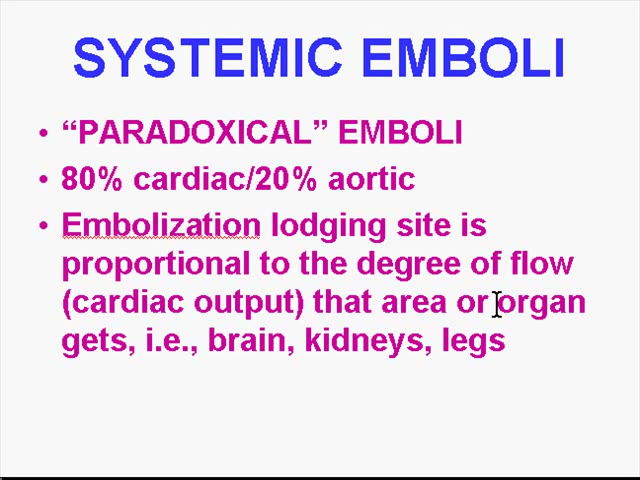 SYSTEMIC EMBOLI
• “PARADOXICAL” EMBOLI
• 80% cardiac/20% aortic
• Embolization lodging site is
proportional to the degree of flow
(cardiac output) that area or organ
gets, i.e., brain, kidneys, legs